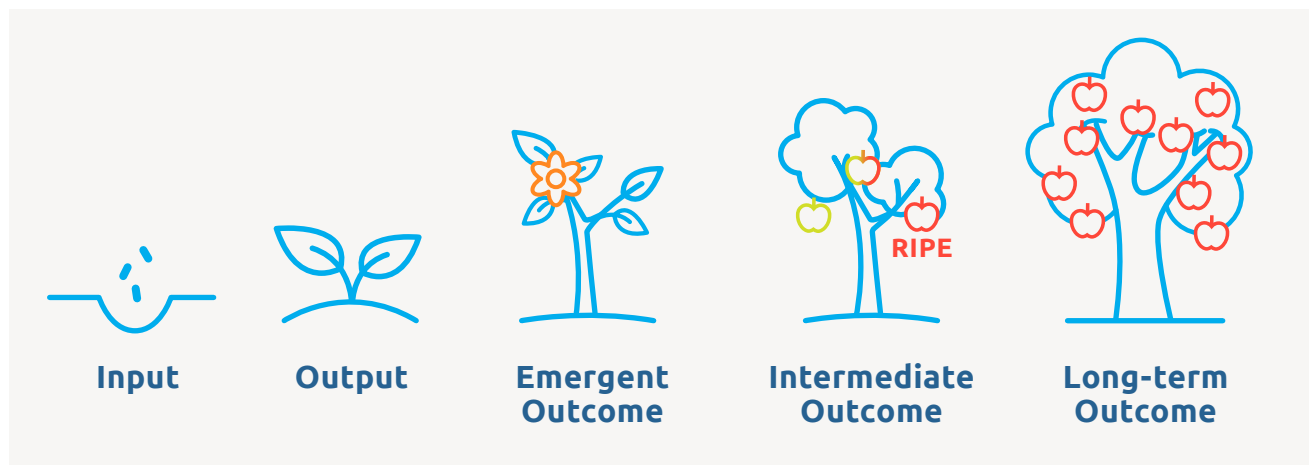 RIPE
Input
Output
Emergent
Outcome
Intermediate
Outcome
Long-term
Outcome